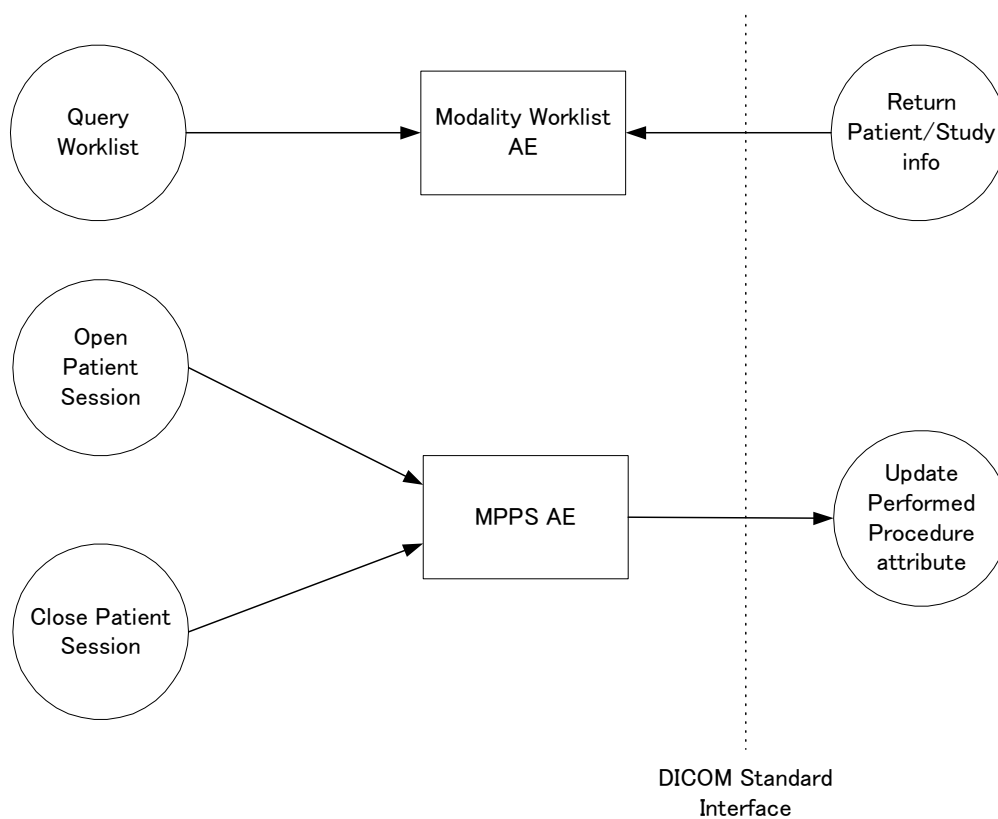 Query
Worklist
Modality Worklist
AE
Return
Patient/Study
info
Open
Patient
Session
MPPS AE
Update
Performed
Procedure
attribute
Close Patient
Session
DICOM Standard
Interface